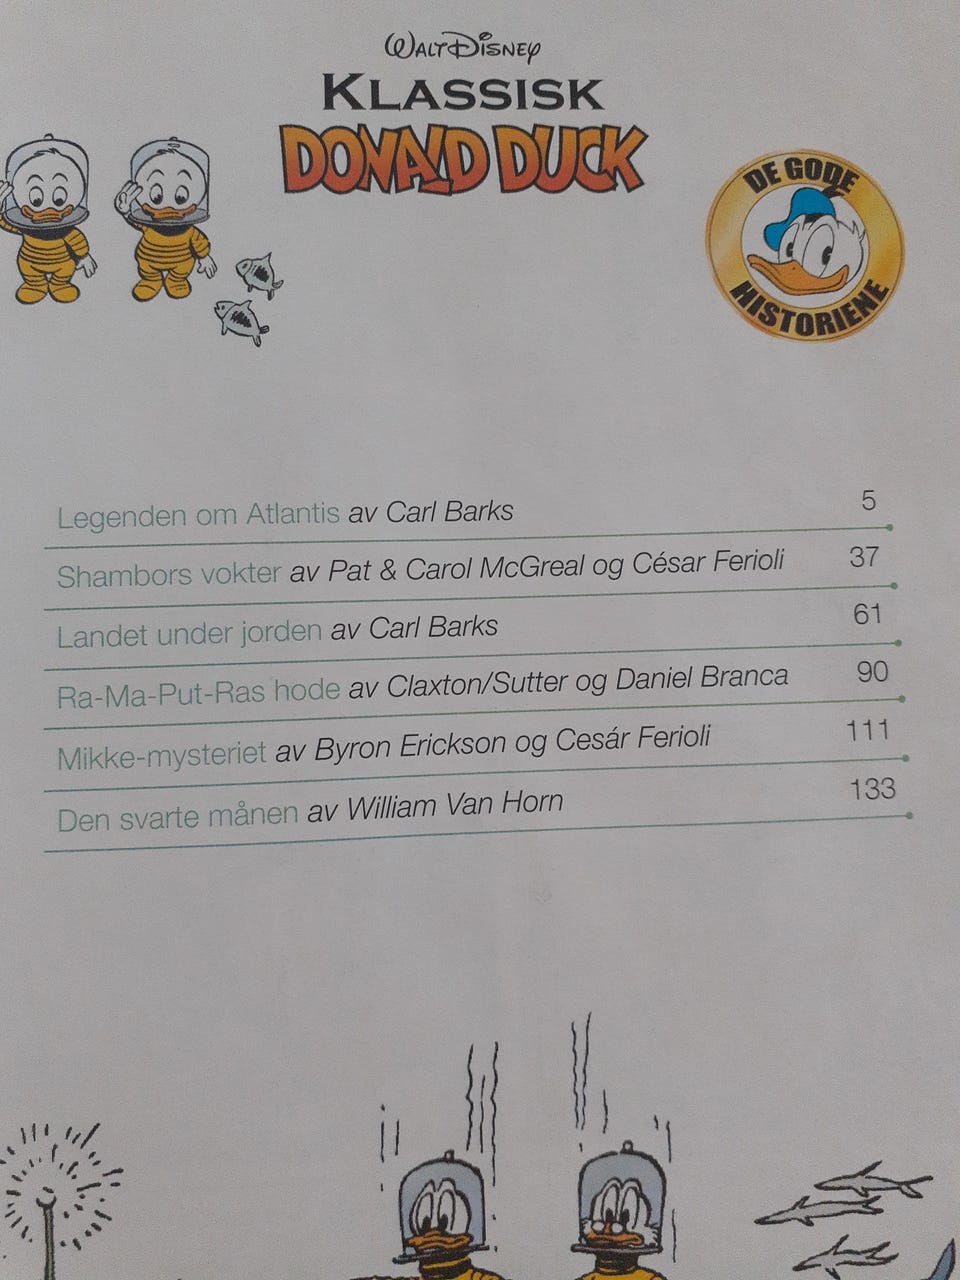 Walt Disney
KLASSISK
DONALD DUCK
DE GODE
HISTORIENE
Legenden om Atlantis av Carl Barks 5
Shambors vokter av Pat & Carol McGreal og César Ferioli 37
Landet under jorden av Carl Barks 61
Ra-Ma-Put-Ras hode av Claxton/Sutter og Daniel Branca 90
Mikke-mysteriet av Byron Erickson og Cesár Ferioli 111
Den svarte månen av William Van Horn 133